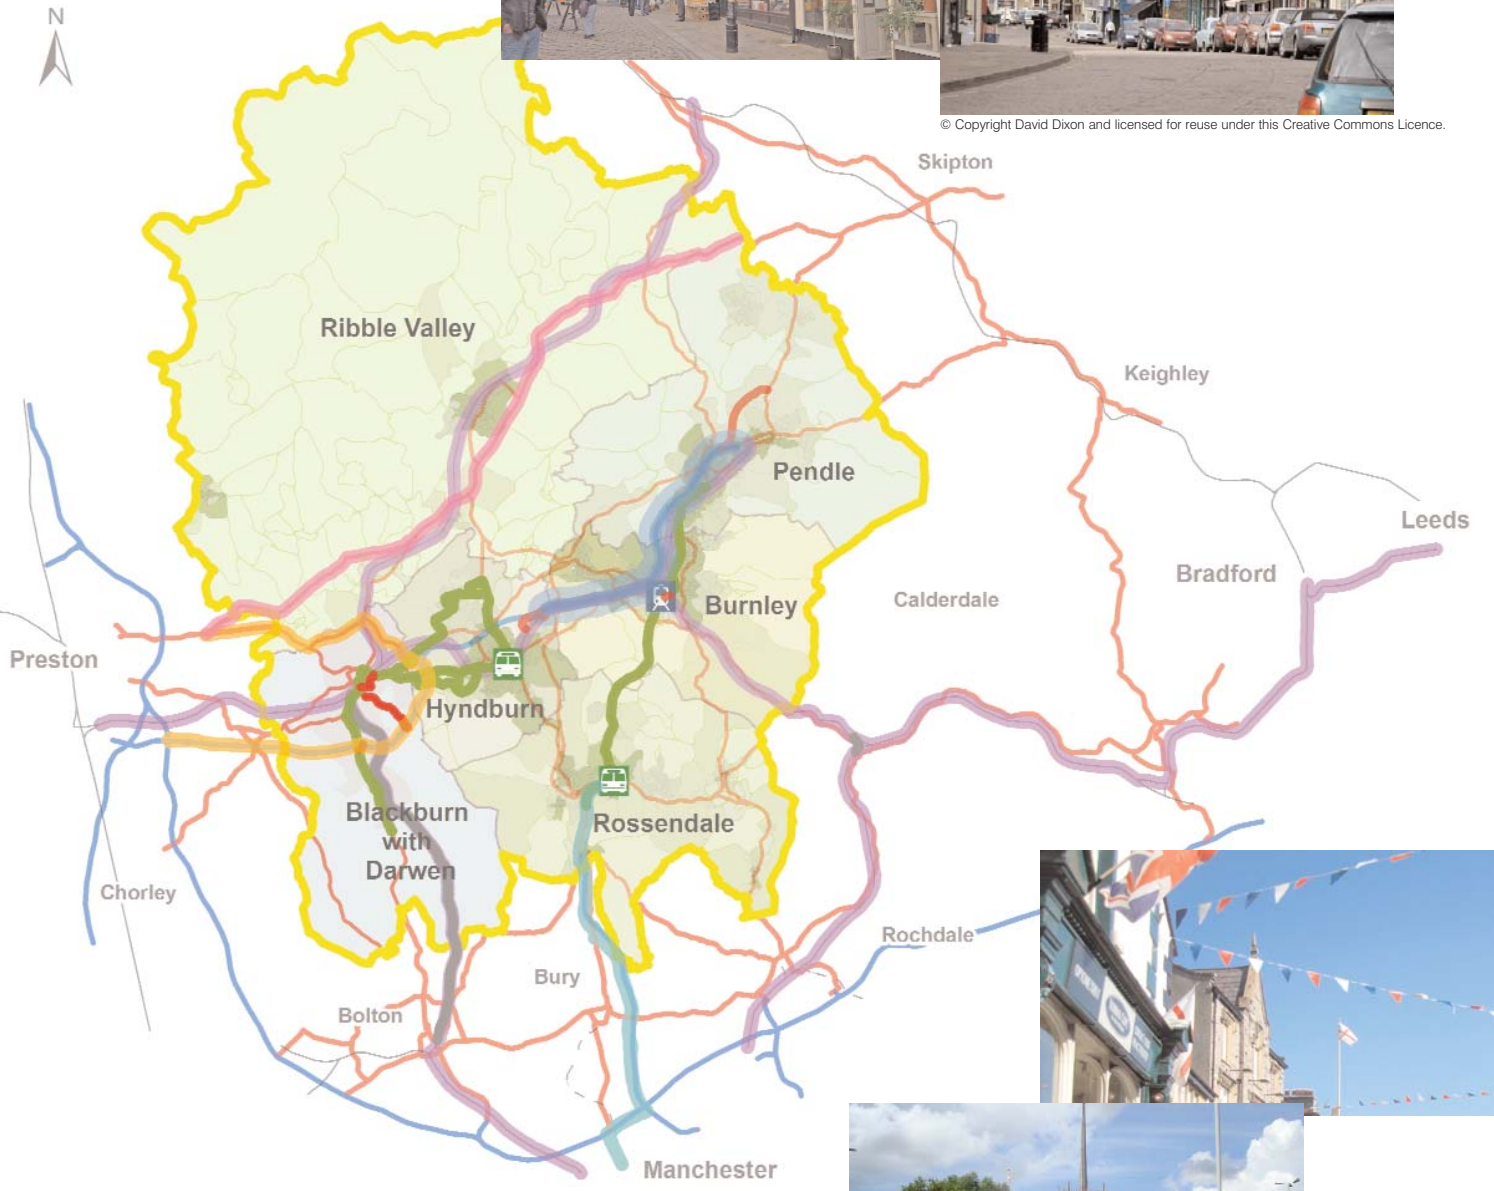 N
© Copyright David Dixon and licensed for reuse under this Creative Commons Licence.
Skipton
Ribble Valley
Keighley
Pendle
Leeds
Bradford
Burnley
Calderdale
Preston
Hyndburn
Blackburn
with
Darwen
Rossendale
Chorley
Rochdale
Bury
Bolton
Manchester